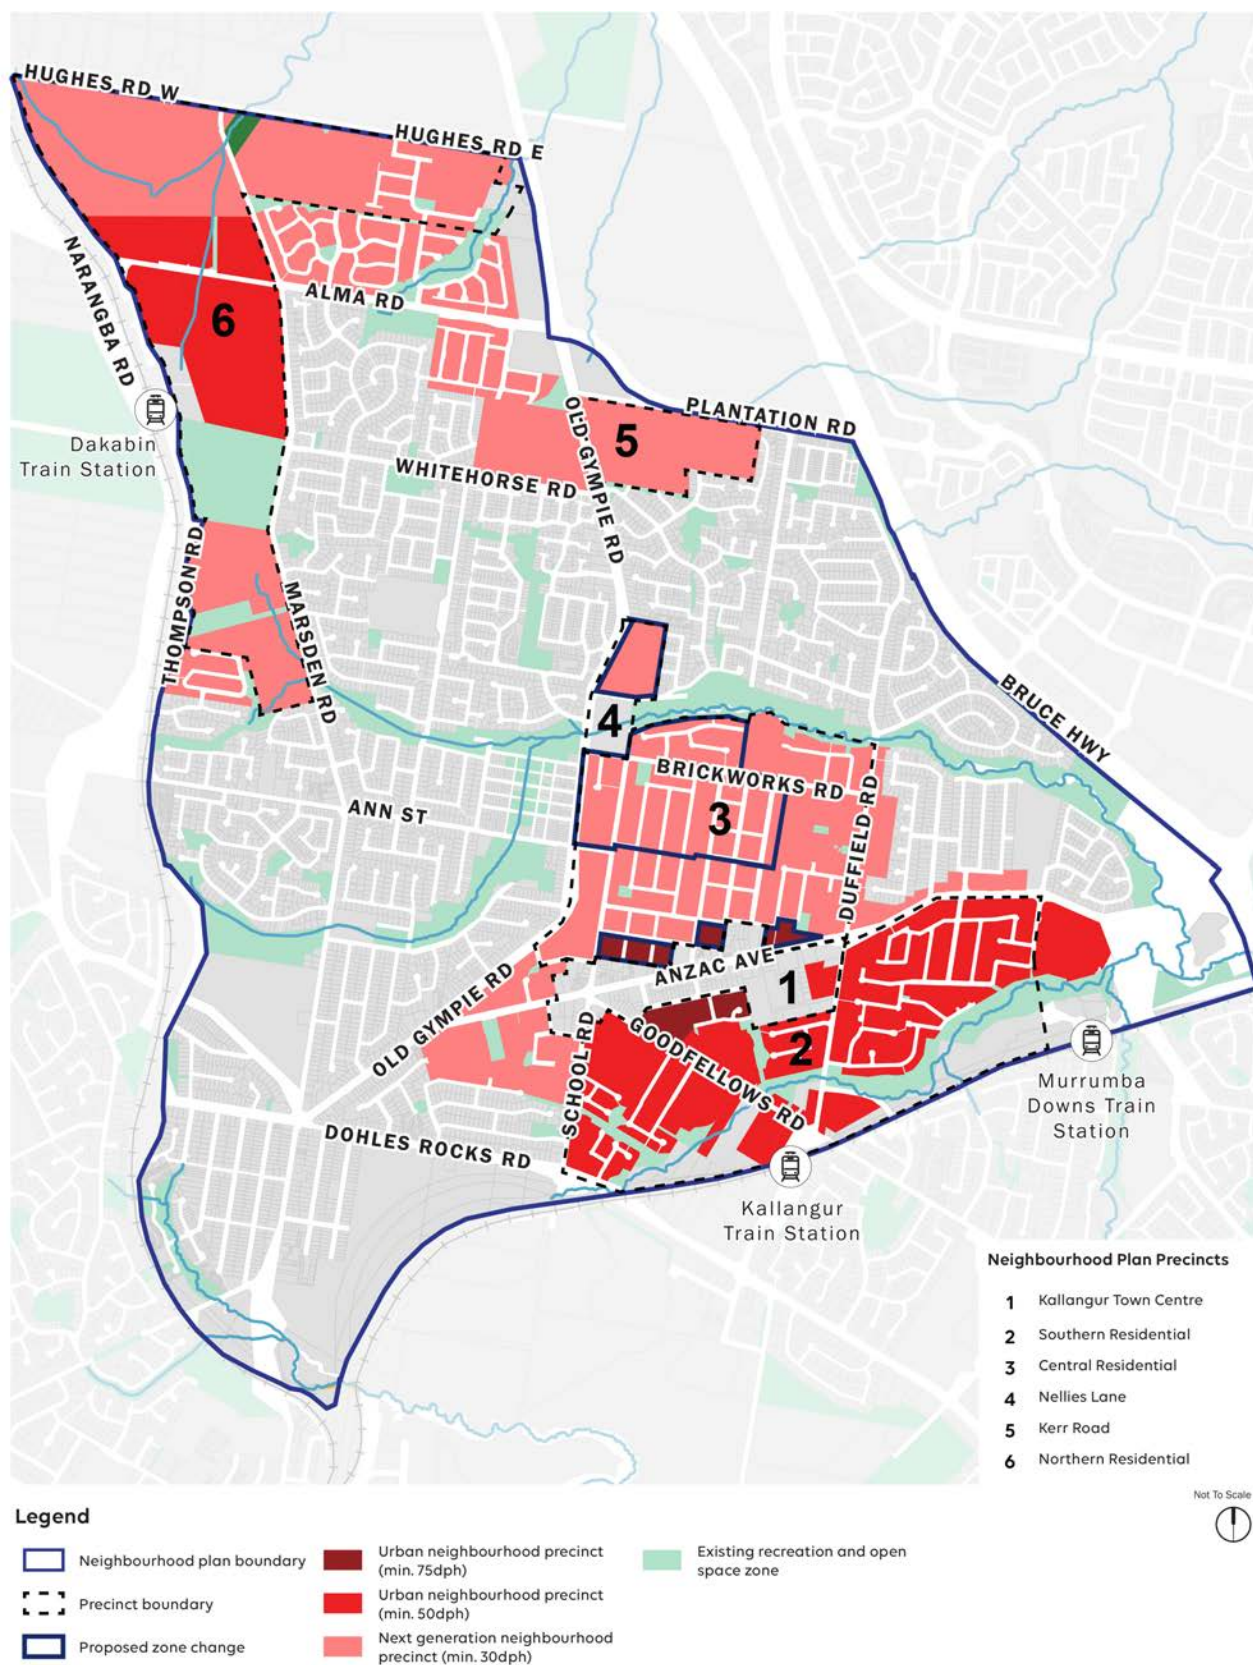 HUGHES RD W
HUGHES RD E
NARANGBA RD
ALMA RD
6
Dakabin
Train Station
OLD GYMPIE RD
PLANTATION RD
5
WHITEHORSE RD
THOMPSON RD
MARSDEN RD
4
BRUCE HWY
BRICKWORKS RD
3
ANN ST
DUFFIELD RD
ANZAC AVE
1
OLD GYMPIE RD
SCHOOL RD
GOODFELLOWS RD
2
DOHLES ROCKS RD
Murrumba
Downs Train
Station
Kallangur
Train Station
Neighbourhood Plan Precincts
1 Kallangur Town Centre
2 Southern Residential
3 Central Residential
4 Nellies Lane
5 Kerr Road
6 Northern Residential
Not To Scale
Legend
Neighbourhood plan boundary
Precinct boundary
Proposed zone change
Urban neighbourhood precinct
(min. 75dph)
Urban neighbourhood precinct
(min. 50dph)
Next generation neighbourhood
precinct (min. 30dph)
Existing recreation and open
space zone